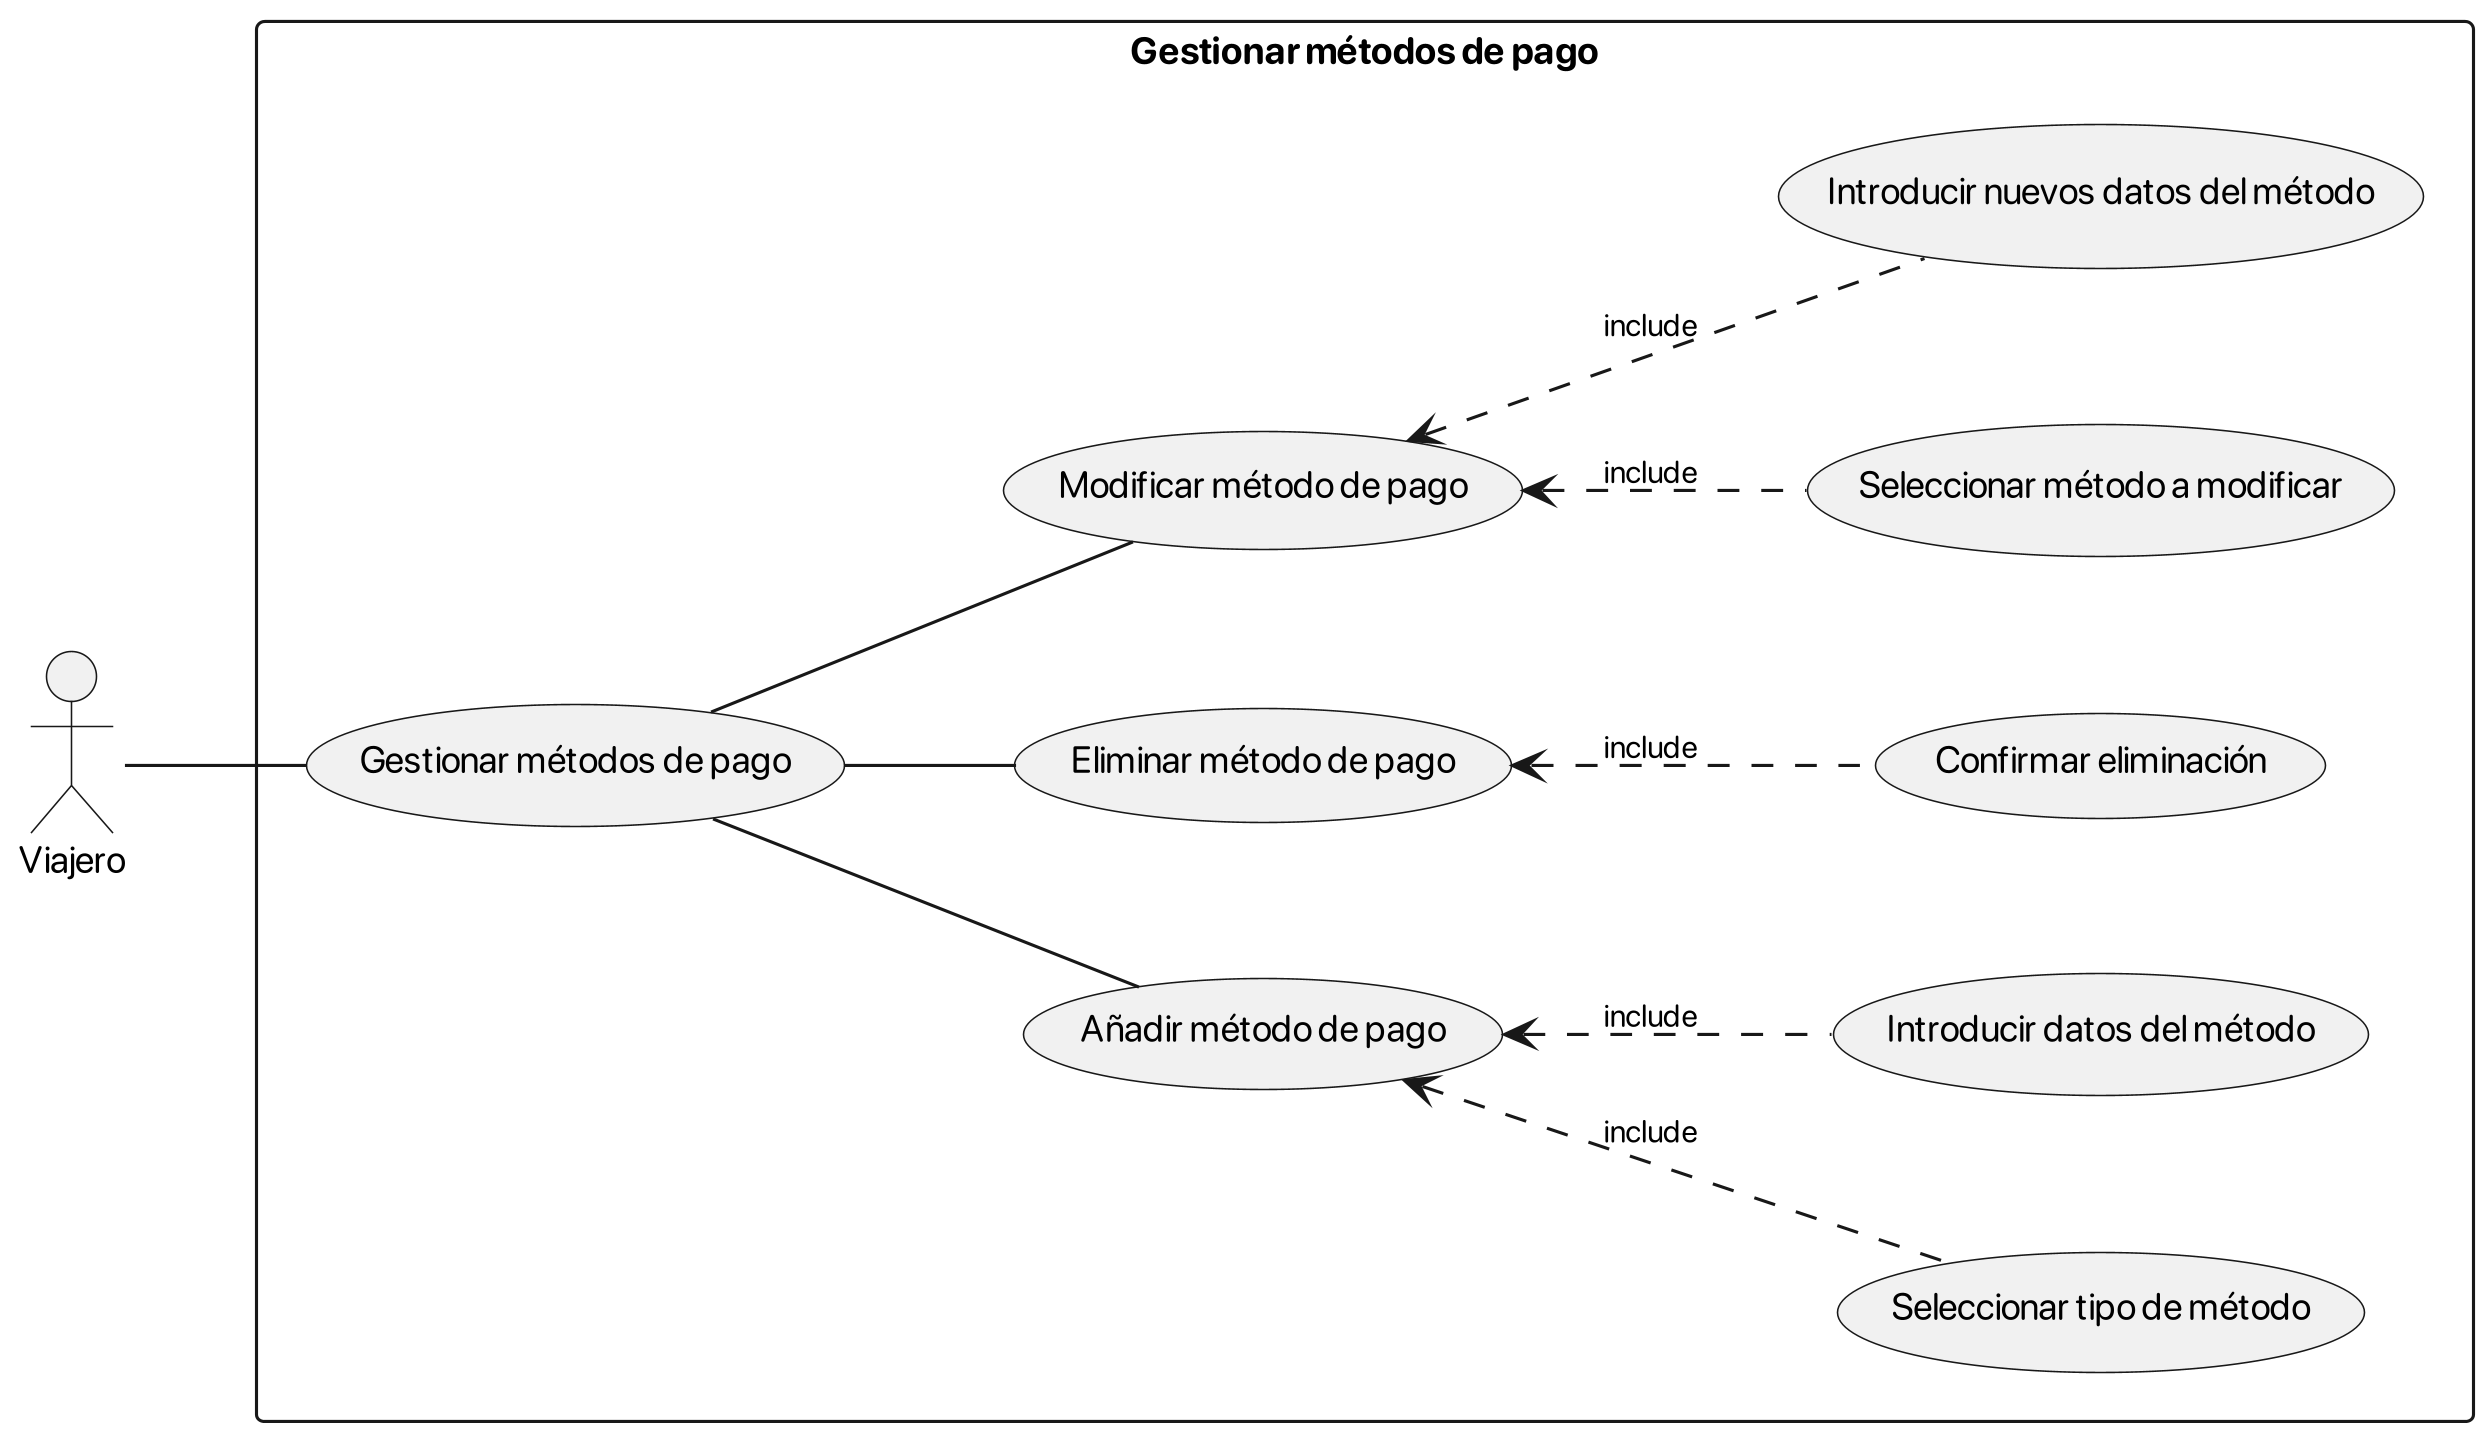 Gestionar métodos de pago
Introducir nuevos datos del método
include
Modificar método de pago
include
Seleccionar método a modificar
Viajero
Gestionar métodos de pago
Eliminar método de pago
include
Confirmar eliminación
Añadir método de pago
include
Introducir datos del método
include
Seleccionar tipo de método